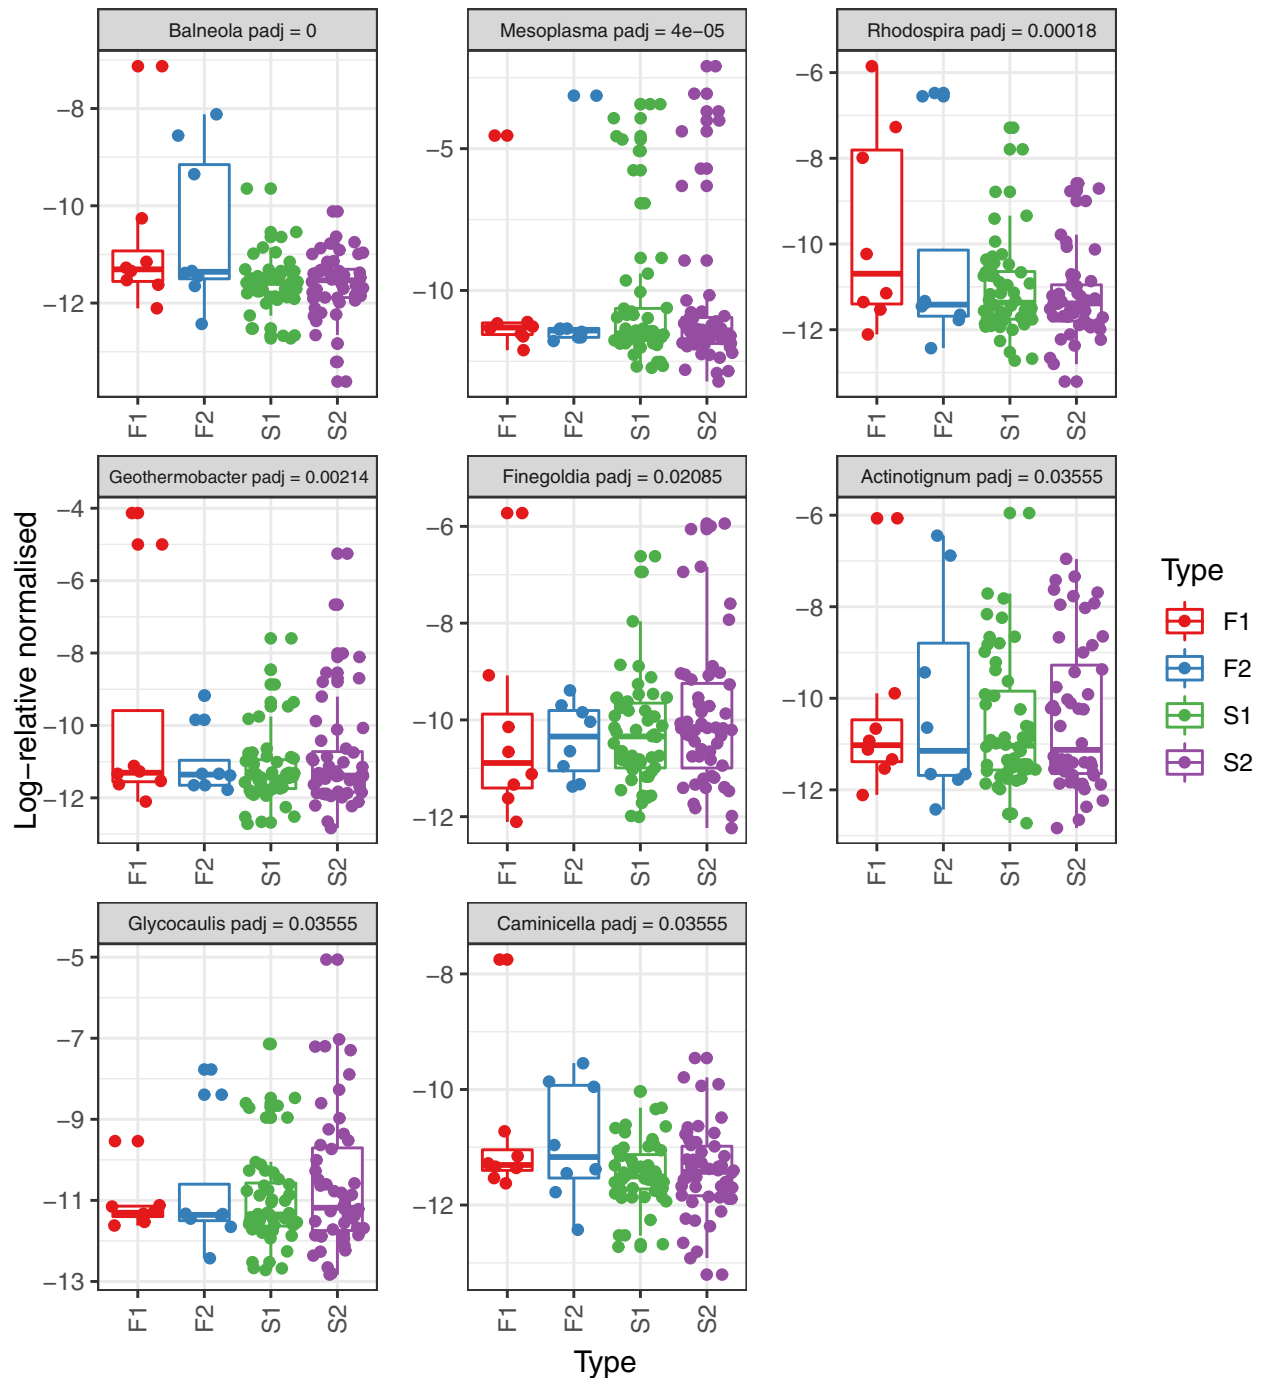 Balneola padj = 0
Mesoplasma padj = 4e−05
Rhodospira padj = 0.00018
−8
−10
−12
−5
−10
−6
−8
−10
−12
F1 F2 S1 S2
F1 F2 S1 S2
F1 F2 S1 S2
Geothermobacter padj = 0.00214
Finegoldia padj = 0.02085
Actinotignum padj = 0.03555
−4
−6
−8
−10
−12
−6
−8
−10
−12
−6
−8
−10
−12
F1 F2 S1 S2
F1 F2 S1 S2
F1 F2 S1 S2
Log−relative normalised
Type
F1
F2
S1
S2
Glycocaulis padj = 0.03555
Caminicella padj = 0.03555
−5
−7
−9
−11
−13
−8
−10
−12
F1 F2 S1 S2
F1 F2 S1 S2
Type